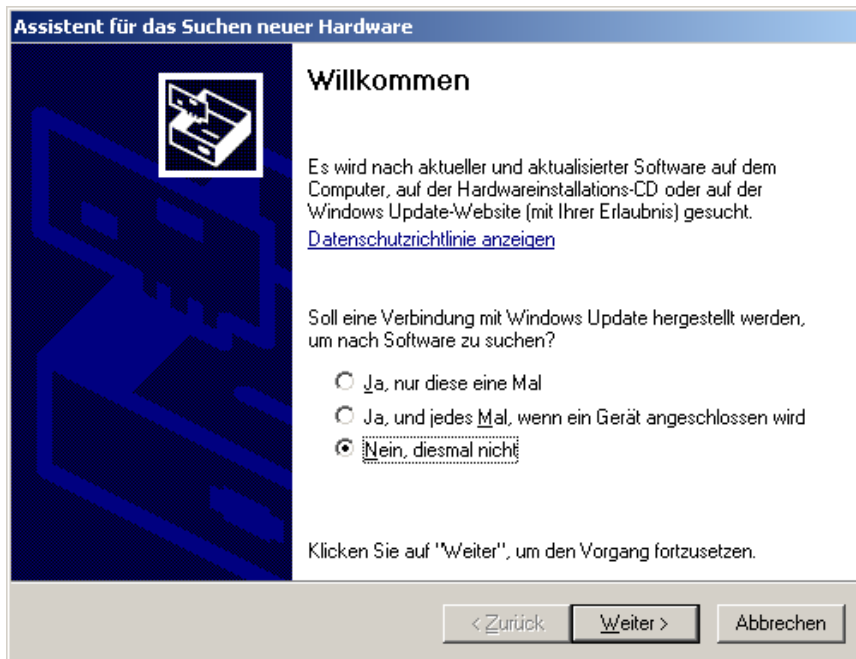 Assistent für das Suchen neuer Hardware
Willkommen
Es wird nach aktueller und aktualisierter Software auf dem
Computer, auf der Hardwareinstallations-CD oder auf der
Windows Update-Website (mit Ihrer Erlaubnis) gesucht.
Datenschutzrichtlinie anzeigen
Soll eine Verbindung mit Windows Update hergestellt werden,
um nach Software zu suchen?
Ja, nur diese eine Mal
Ja, und jedes Mal, wenn ein Gerät angeschlossen wird
Nein, diesmal nicht
Klicken Sie auf "Weiter", um den Vorgang fortzusetzen.
< Zurück Weiter > Abbrechen